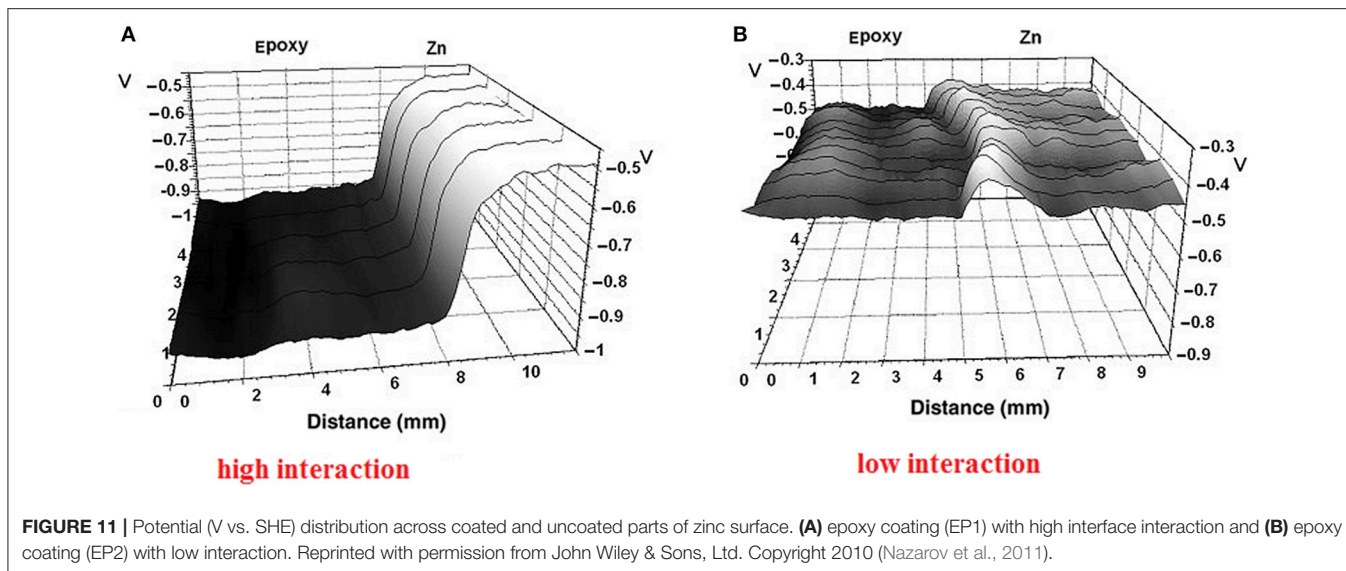 A
Epoxy Zn
V
−0.5
−0.6
−0.65
−0.7
−0.75
−0.8
−0.9
−1
4
3
2
1
0 0 2 4 6 8 10
−0.5 V
−0.6
−0.7
−0.8
−0.9
−1
Distance (mm)
high interaction
B
Epoxy Zn
V
−0.3
−0.4
−0.5
4
3
2
1
0 0 1 2 3 4 5 6 7 8 9
−0.3
V
−0.4
−0.5
−0.6
−0.7
−0.8
−0.9
Distance (mm)
low interaction
FIGURE 11 | Potential (V vs. SHE) distribution across coated and uncoated parts of zinc surface. (A) epoxy coating (EP1) with high interface interaction and (B) epoxy
coating (EP2) with low interaction. Reprinted with permission from John Wiley & Sons, Ltd. Copyright 2010 (Nazarov et al., 2011).